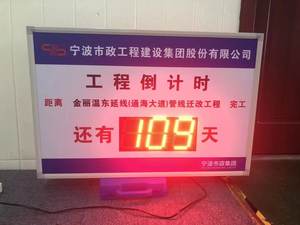 宁波市政工程建设集团股份有限公司
工程倒计时
距离 金丽温东延线(通海大道)管线迁改工程 完工
还有 109 天
宁波市政集团